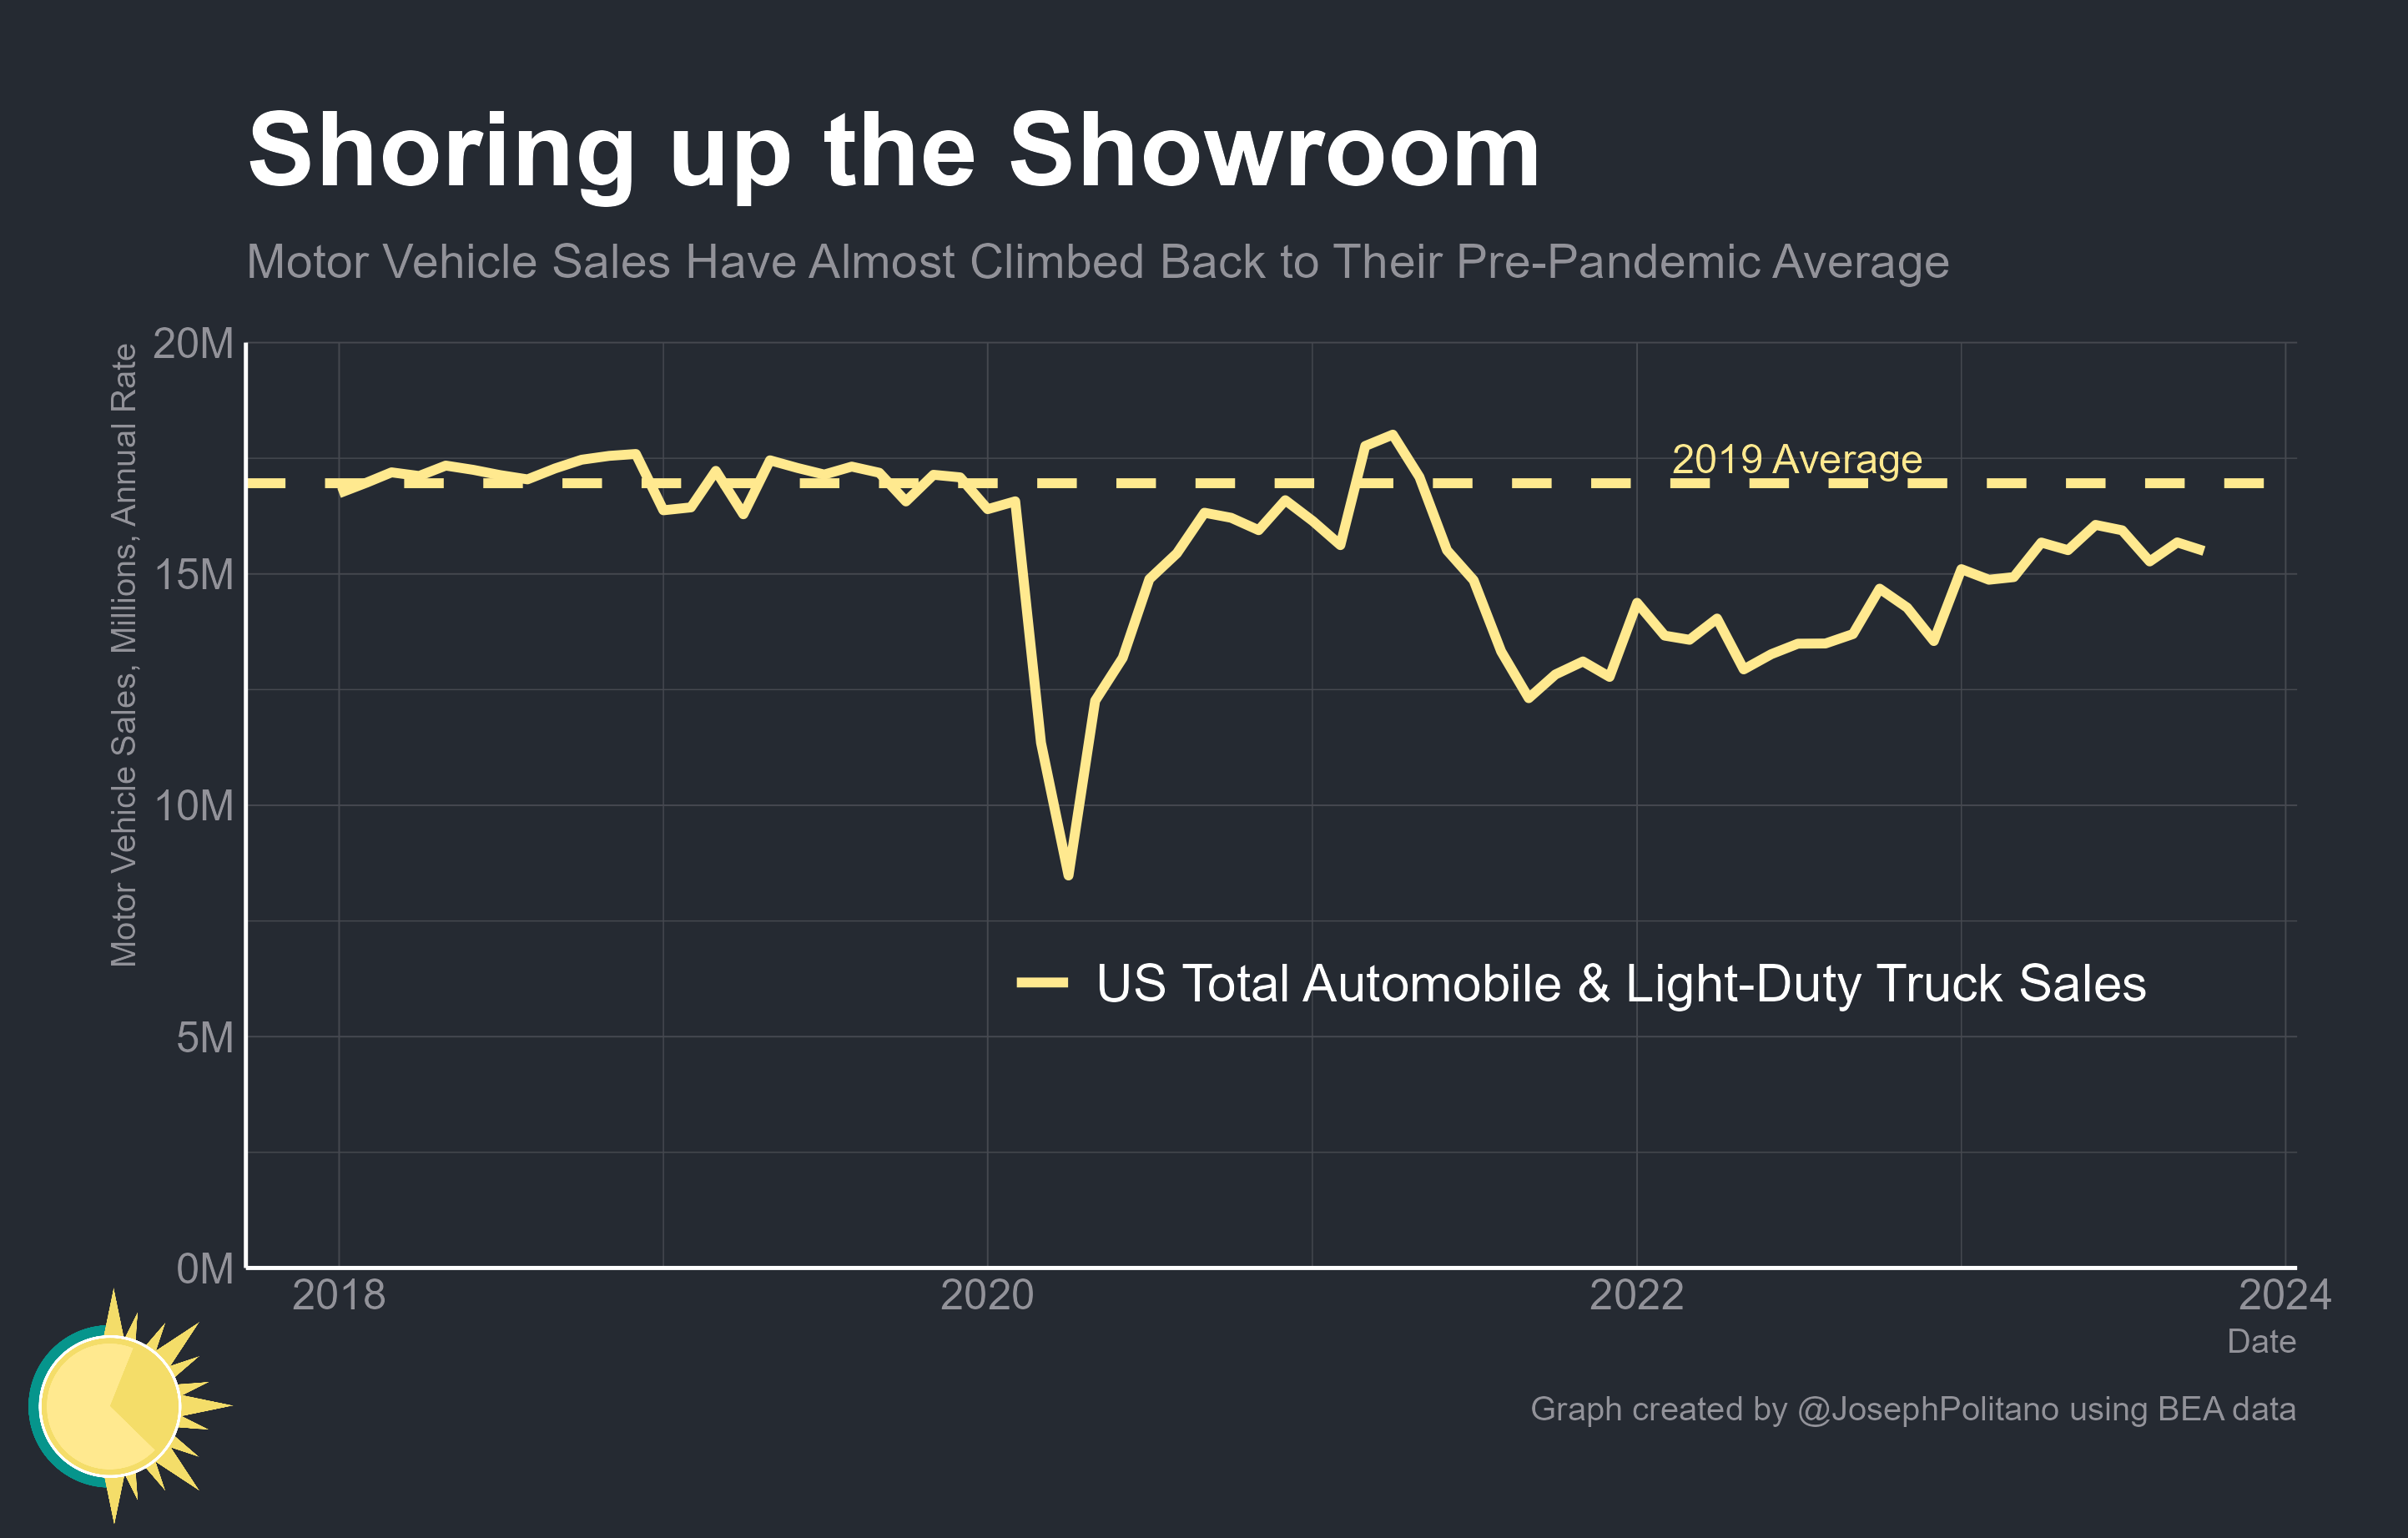 Shoring up the Showroom
Motor Vehicle Sales Have Almost Climbed Back to Their Pre-Pandemic Average
Motor Vehicle Sales, Millions, Annual Rate
20M
15M
10M
5M
0M
2019 Average
US Total Automobile & Light-Duty Truck Sales
2018
2020
2022
2024
Date
Graph created by @JosephPolitano using BEA data